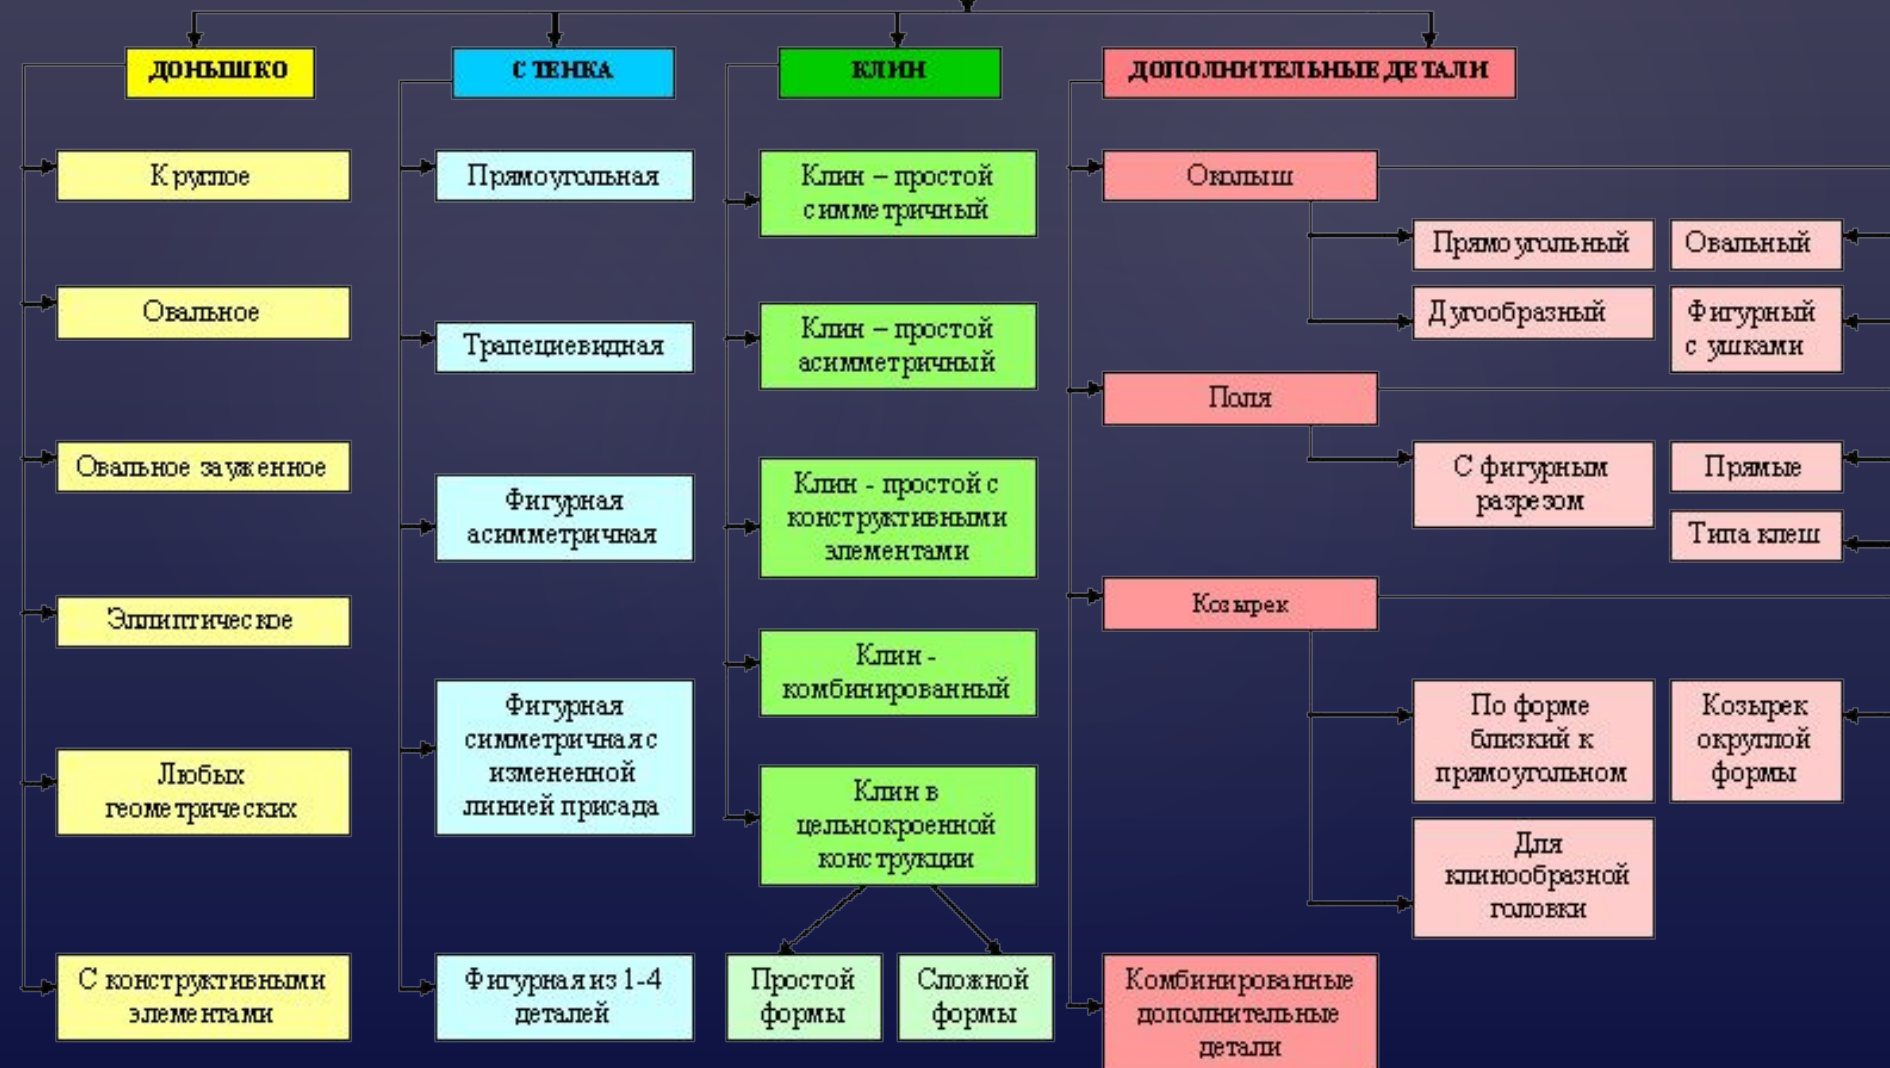 ДОНЫШКО
Круглое
Овальное
Овальное зауженное
Эллиптическое
Любых
геометрических
С конструктивными
элементами
СТЕНКА
Прямоугольная
Трапециевидная
Фигурная
асимметричная
Фигурная
симметричная с
измененной
линией присада
Фигурная из 1-4
деталей
КЛИН
Клин – простой
симметричный
Клин – простой
асимметричный
Клин - простой с
конструктивными
элементами
Клин -
комбинированный
Клин в
цельнокроенной
конструкции
Простой
формы
Сложной
формы
ДОПОЛНИТЕЛЬНЫЕ ДЕТАЛИ
Околыш
Прямоугольный
Овальный
Дугообразный
Фигурный
с ушками
Поля
С фигурным
разрезом
Прямые
Типа клеш
Козырек
По форме
близкий к
прямоугольном
Козырек
округлой
формы
Для
клинообразной
головки
Комбинированные
дополнительные
детали